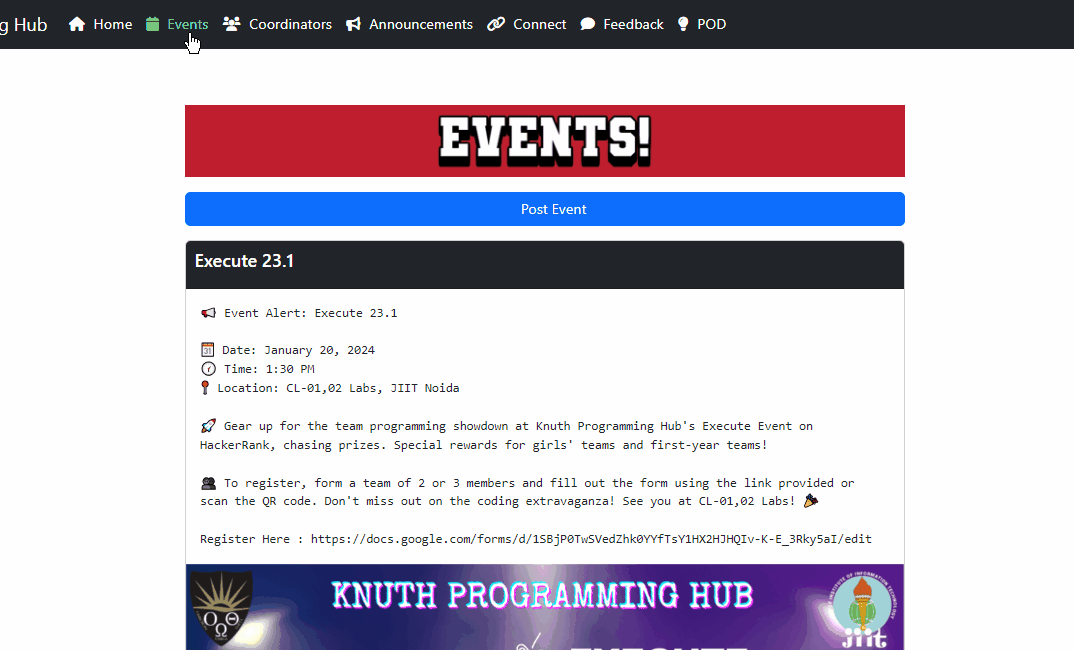 g Hub Home Events Coordinators Announcements Connect Feedback POD
EVENTS!
Post Event
Execute 23.1
Event Alert: Execute 23.1
Date: January 20, 2024
Time: 1:30 PM
Location: CL-01,02 Labs, JIIT Noida
Gear up for the team programming showdown at Knuth Programming Hub's Execute Event on
HackerRank, chasing prizes. Special rewards for girls' teams and first-year teams!
To register, form a team of 2 or 3 members and fill out the form using the link provided or
scan the QR code. Don't miss out on the coding extravaganza! See you at CL-01,02 Labs!
Register Here : https://docs.google.com/forms/d/1SBjP0TwSVedZhk0YYfTsY1HX2HJHQIv-K-E_3Rky5aI/edit
KNUTH PROGRAMMING HUB
ΟΘ
Ω
jiit